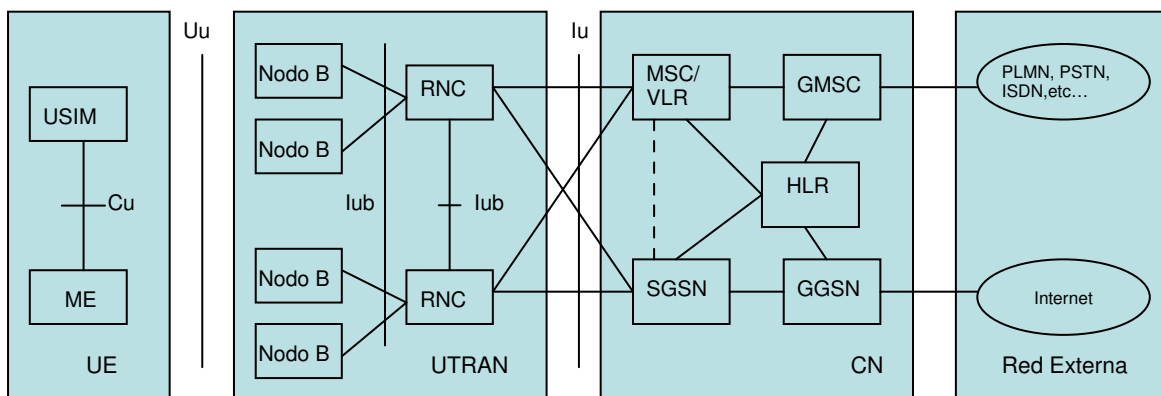 Uu
Iu
USIM
Cu
ME
UE
Nodo B
Nodo B
Nodo B
Nodo B
RNC
RNC
Iub
Iub
UTRAN
MSC/
VLR
GMSC
HLR
SGSN
GGSN
CN
PLMN, PSTN,
ISDN,etc…
Internet
Red Externa